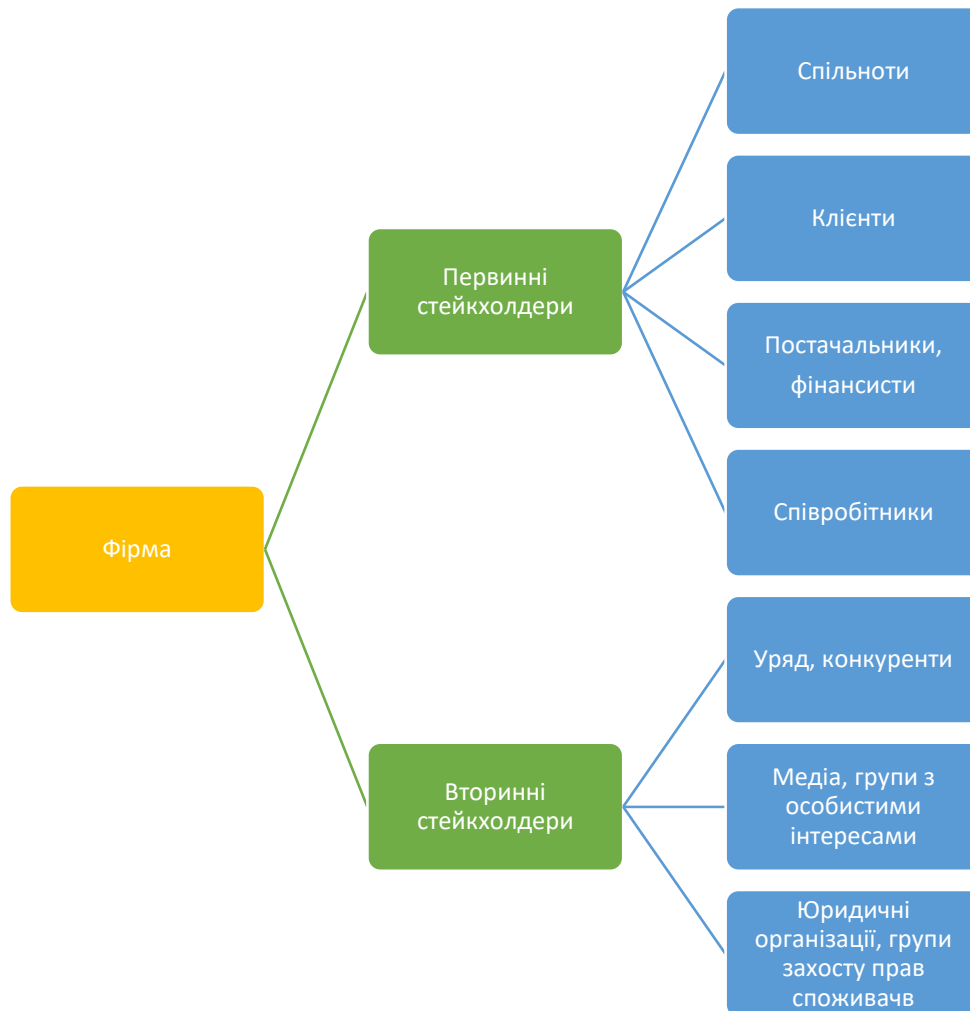 Спільноти
Клієнти
Первинні
стейкхолдери
Постачальники,
фінансисти
Співробітники
Фірма
Уряд, конкуренти
Вторинні
стейкхолдери
Медіа, групи з
особистими
інтересами
Юридичні
організації, групи
захосту прав
споживачв